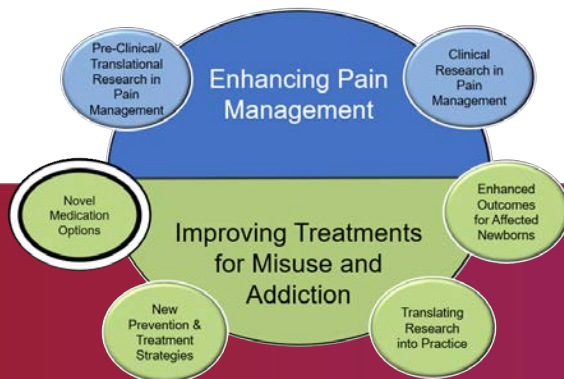 Pre-Clinical/
Translational
Research in
Pain
Management
Enhancing Pain
Management
Clinical
Research in
Pain
Management
Novel
Medication
Options
Improving Treatments
for Misuse and
Addiction
Enhanced
Outcomes
for Affected
Newborns
New
Prevention &
Treatment
Strategies
Translating
Research
into Practice